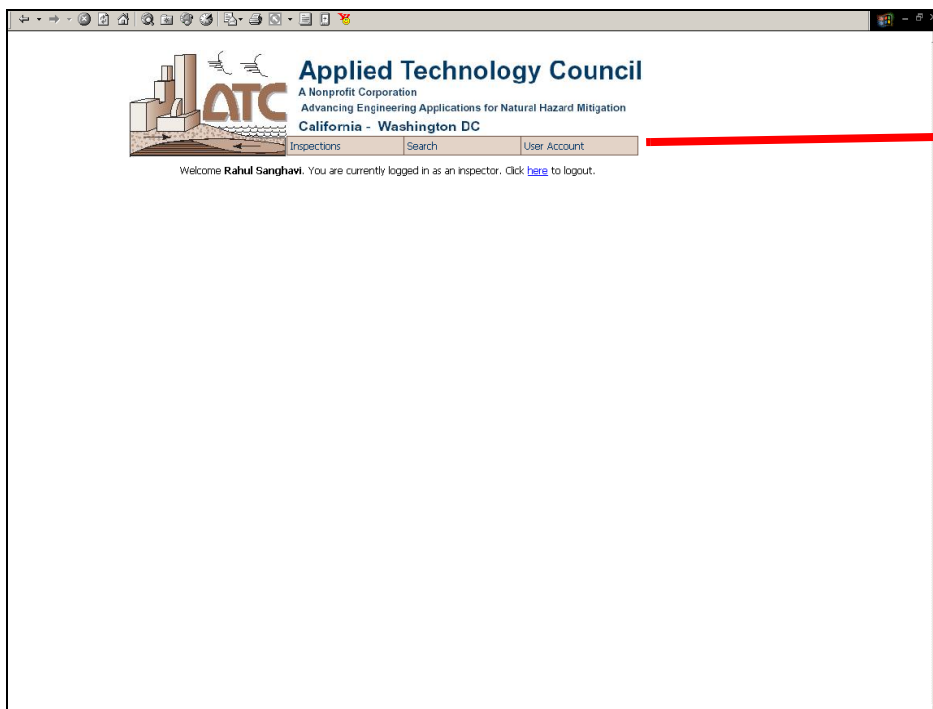 ATC
Applied Technology Council
A Nonprofit Corporation
Advancing Engineering Applications for Natural Hazard Mitigation
California - Washington DC
Inspections Search User Account
Welcome Rahul Sanghavi. You are currently logged in as an inspector. Click here to logout.